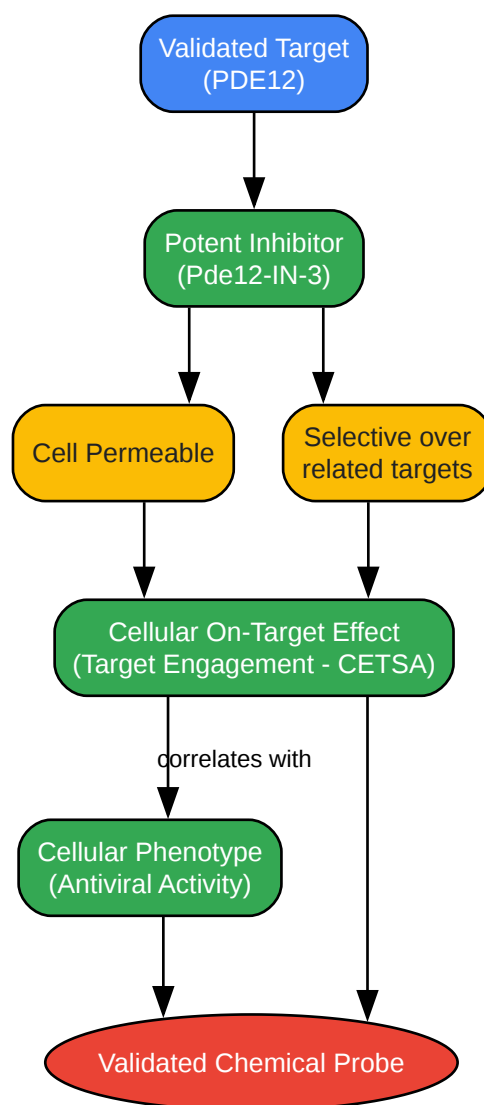 Validated Target
(PDE12)
Potent Inhibitor
(Pde12-IN-3)
Cell Permeable
Selective over
related targets
Cellular On-Target Effect
(Target Engagement - CETSA)
correlates with
Cellular Phenotype
(Antiviral Activity)
Validated Chemical Probe